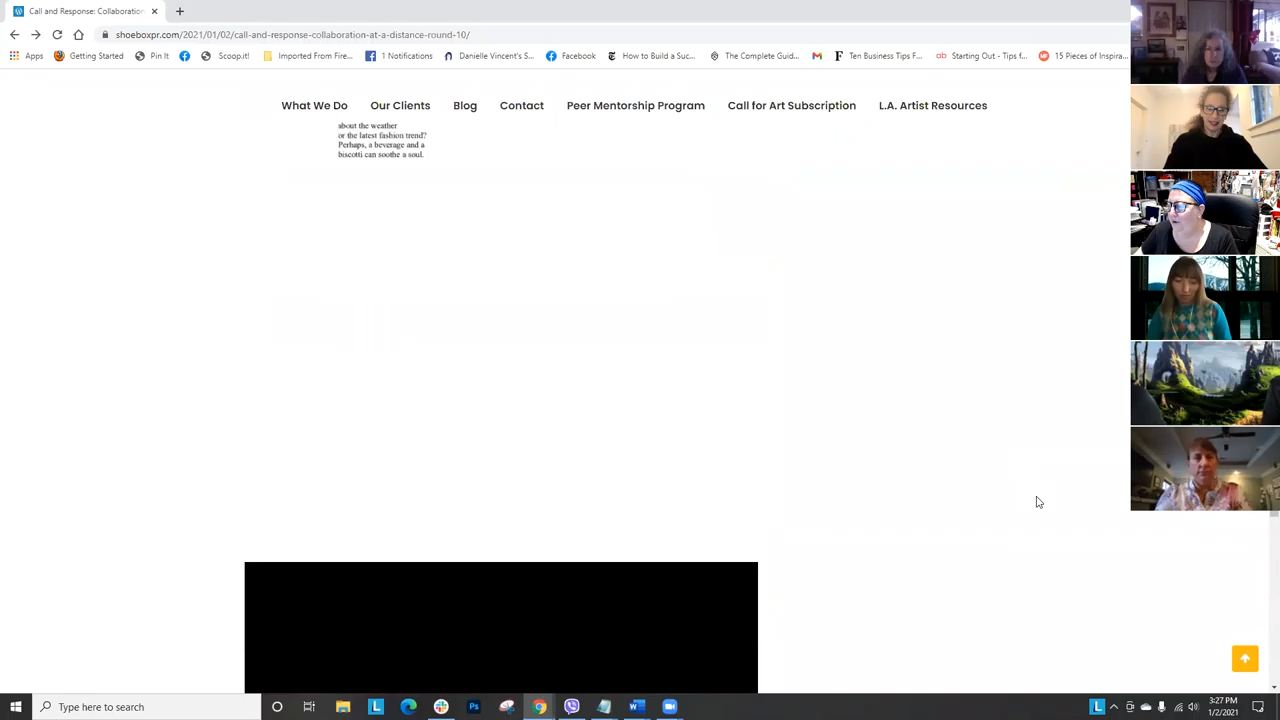 Call and Response: Collaboration
shoeboxpr.com/2021/01/02/call-and-response-collaboration-at-a-distance-round-10/
Apps Getting Started Pin It Scoop.it! Imported From Fire... 1 Notifications Danielle Vincent's S... Facebook How to Build a Suc... The Complete Guid... Ten Business Tips F... Starting Out - Tips f... 15 Pieces of Inspira...
What We Do Our Clients Blog Contact Peer Mentorship Program Call for Art Subscription L.A. Artist Resources
about the weather
or the latest fashion trend?
Perhaps, a beverage and a
biscotti can soothe a soul.
Type here to search
3:27 PM
1/2/2021